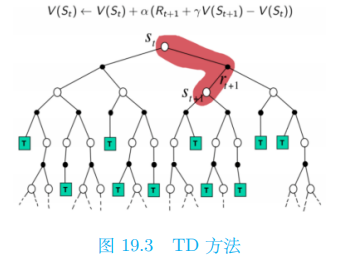 V(S_t) ← V(S_t) + α(R_{t+1} + γV(S_{t+1}) − V(S_t))
s_t
r_{t+1}
s_{t+1}
T T T T
T T T T T
图 19.3 TD 方法